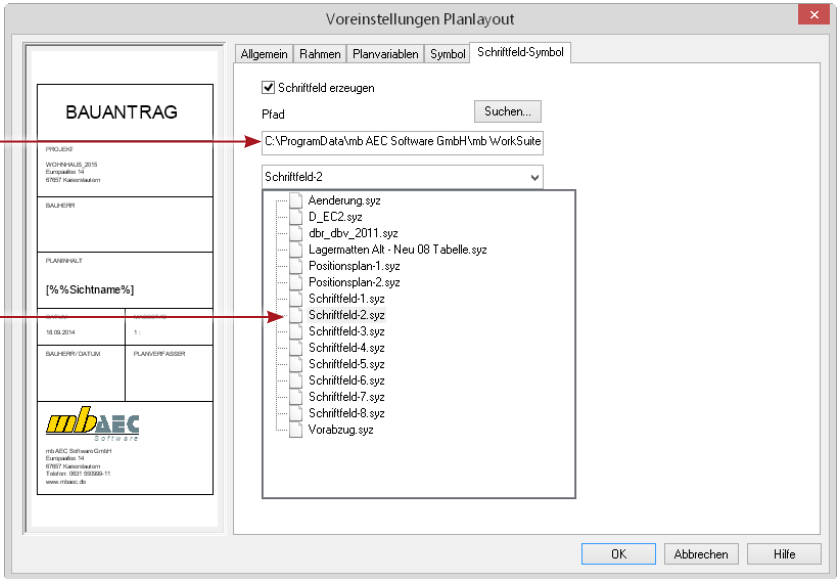 Voreinstellungen Planlayout
Allgemein Rahmen Planvariablen Symbol Schriftfeld-Symbol
Schriftfeld erzeugen
Pfad
Suchen...
C:\ProgramData\mb AEC Software GmbH\mb WorkSuite
Schriftfeld-2
Aenderung.syz
D_EC2.syz
dbr_dbv_2011.syz
Lagermatten Alt - Neu 08 Tabelle.syz
Positionsplan-1.syz
Positionsplan-2.syz
Schriftfeld-1.syz
Schriftfeld-2.syz
Schriftfeld-3.syz
Schriftfeld-4.syz
Schriftfeld-5.syz
Schriftfeld-6.syz
Schriftfeld-7.syz
Schriftfeld-8.syz
Vorabzug.syz
BAUANTRAG
PROJEKT
WOHNHAUS_2015
Europaallee 14
67657 Kaiserslautern
BAUHERR
PLANINHALT
[%%Sichtname%]
18.09.2014
1 :
BAUHERR/DATUM
PLANVERFASSER
mbAEC
Software
mb AEC Software GmbH
Europaallee 14
67657 Kaiserslautern
Telefon: 0631 550999-11
www.mbaec.de
OK Abbrechen Hilfe